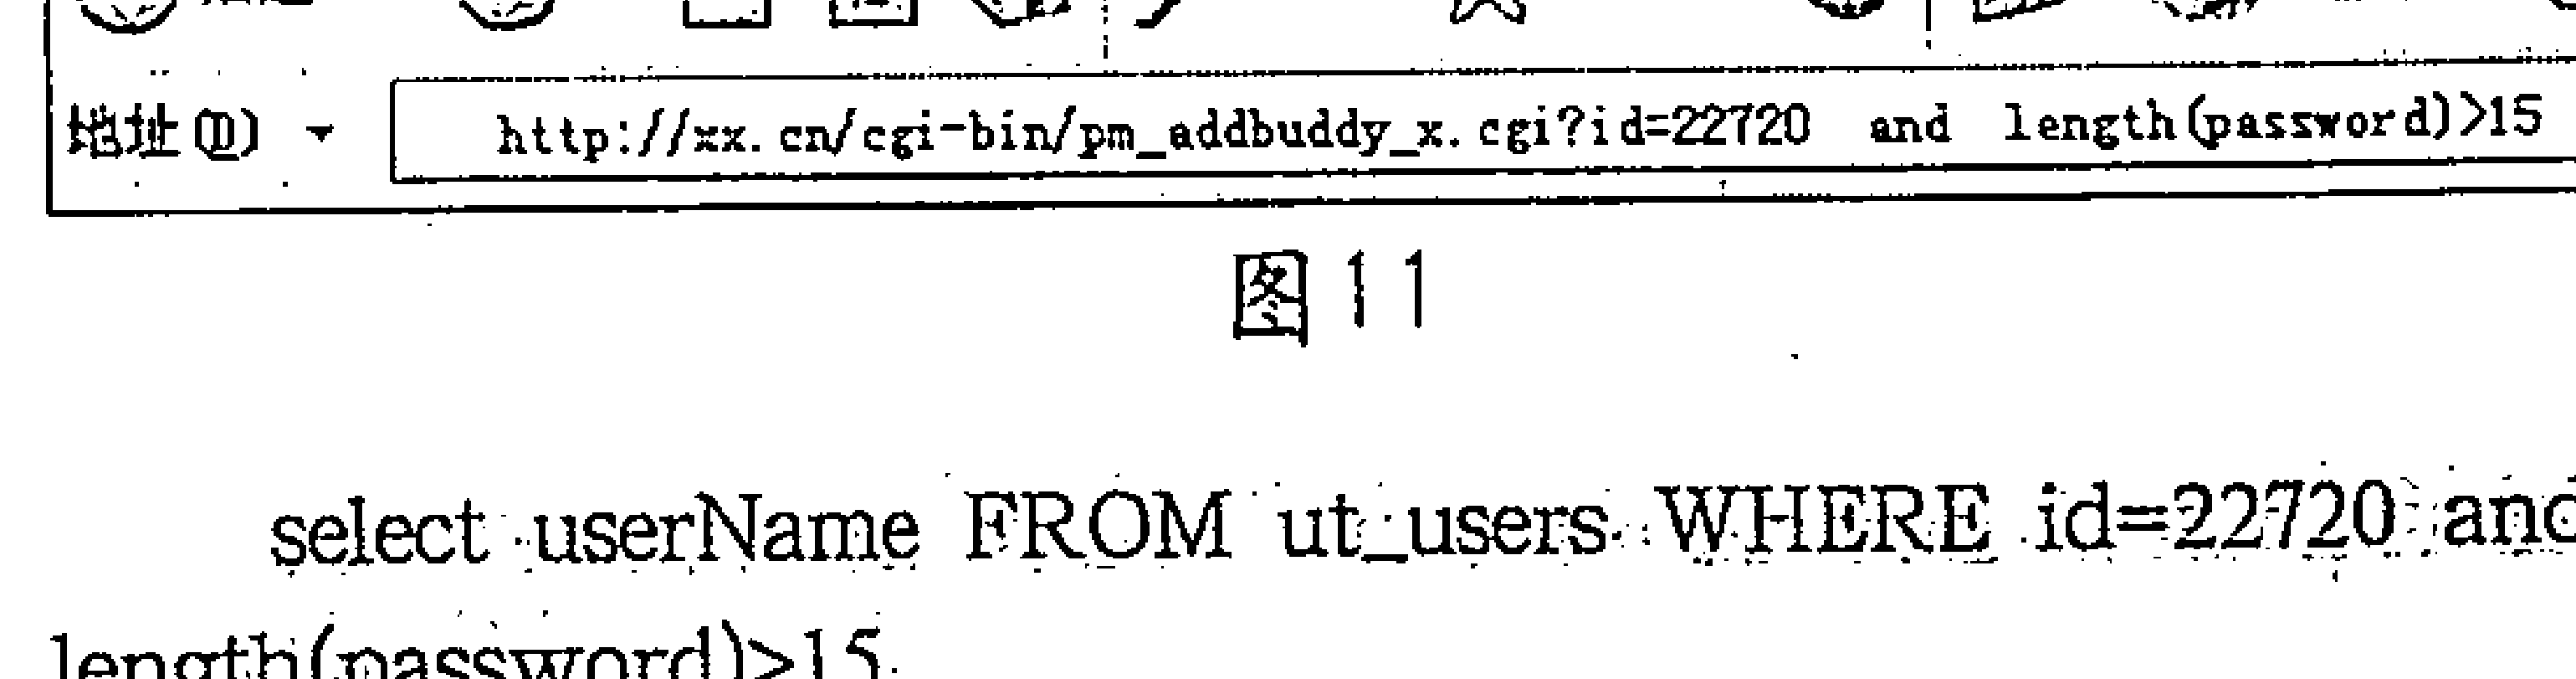 地址(D) http://xx.cn/cgi-bin/pm_addbuddy_x.cgi?id=22720 and length(password)>15
图11
select userName FROM ut_users WHERE id=22720 and
length(password)>15